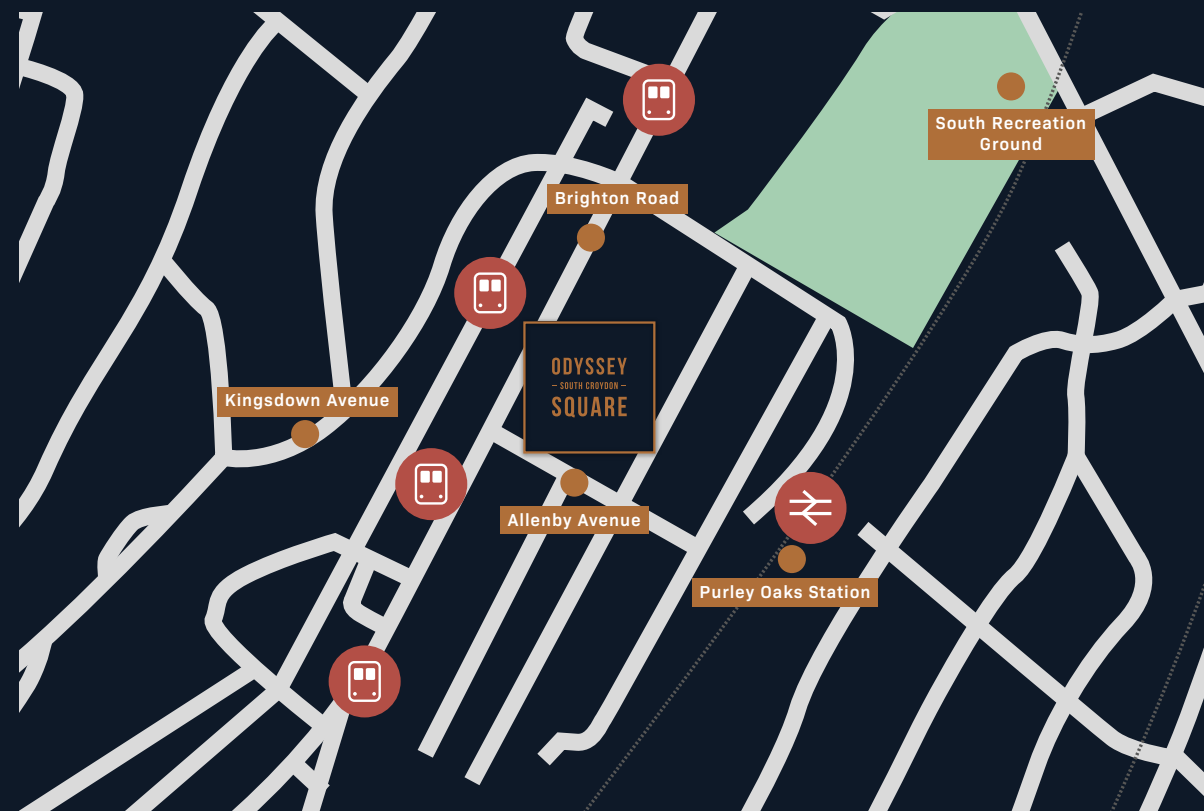 South Recreation
Ground
Brighton Road
ODYSSEY
– SOUTH CROYDON –
SQUARE
Kingsdown Avenue
Allenby Avenue
Purley Oaks Station